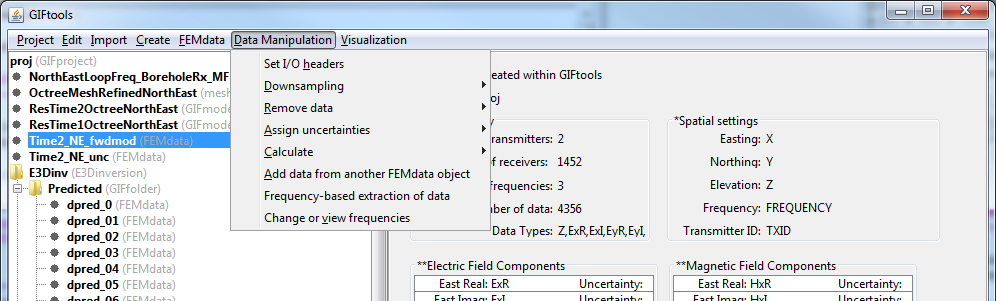 GIFtools
Project Edit Import Create FEMdata Data Manipulation Visualization
proj (GIFproject)
NorthEastLoopFreq_BoreholeRx_MF
OctreeMeshRefinedNorthEast (mesh
ResTime2OctreeNorthEast (GIFmode
ResTime1OctreeNorthEast (GIFmode
Time2_NE_fwdmod (FEMdata)
Time2_NE_unc (FEMdata)
E3Dinv (E3Dinversion)
Predicted (GIFfolder)
dpred_0 (FEMdata)
dpred_01 (FEMdata)
dpred_02 (FEMdata)
dpred_03 (FEMdata)
dpred_04 (FEMdata)
dpred_05 (FEMdata)
dpred_06 (FEMdata)
Set I/O headers
Downsampling
Remove data
Assign uncertainties
Calculate
Add data from another FEMdata object
Frequency-based extraction of data
Change or view frequencies
eated within GIFtools
oj
ansmitters: 2
of receivers: 1452
equencies: 3
mber of data: 4356
Data Types: Z,ExR,ExI,EyR,EyI,
*Spatial settings
Easting: X
Northing: Y
Elevation: Z
Frequency: FREQUENCY
Transmitter ID: TXID
**Electric Field Components
East Real: ExR Uncertainty:
East Imag: ExI Uncertainty:
**Magnetic Field Components
East Real: HxR Uncertainty:
East Imag: HxI Uncertainty: